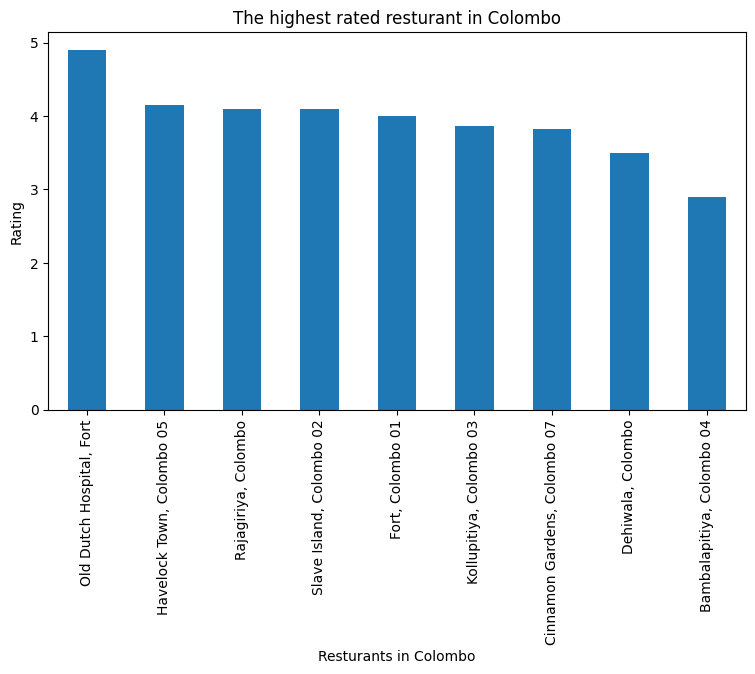 The highest rated resturant in Colombo
Rating
5
4
3
2
1
0
Old Dutch Hospital, Fort
Havelock Town, Colombo 05
Rajagiriya, Colombo
Slave Island, Colombo 02
Fort, Colombo 01
Kollupitiya, Colombo 03
Cinnamon Gardens, Colombo 07
Dehiwala, Colombo
Bambalapitiya, Colombo 04
Resturants in Colombo